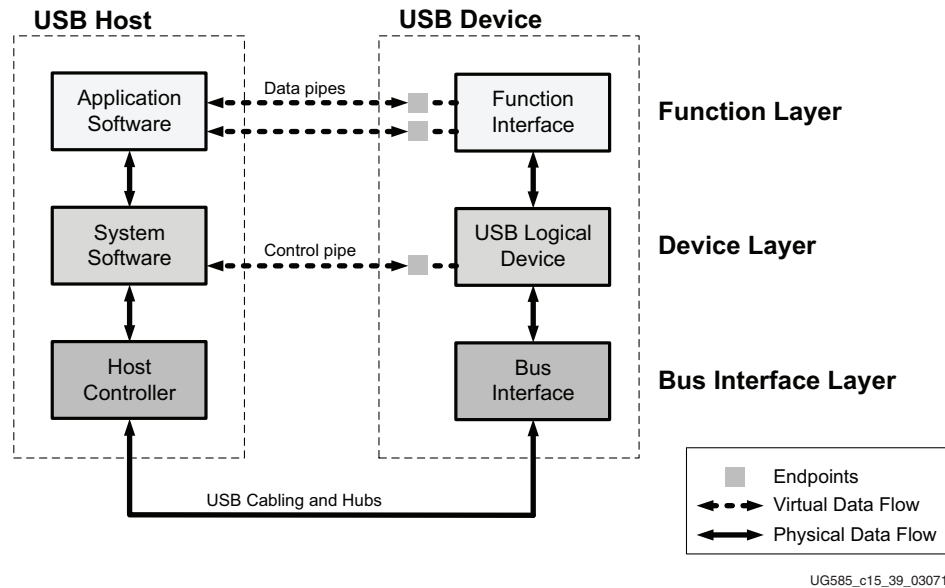 USB Host
USB Device
Application
Software
Data pipes
Function
Interface
Function Layer
System
Software
Control pipe
USB Logical
Device
Device Layer
Host
Controller
Bus
Interface
Bus Interface Layer
USB Cabling and Hubs
Endpoints
Virtual Data Flow
Physical Data Flow
UG585_c15_39_03071